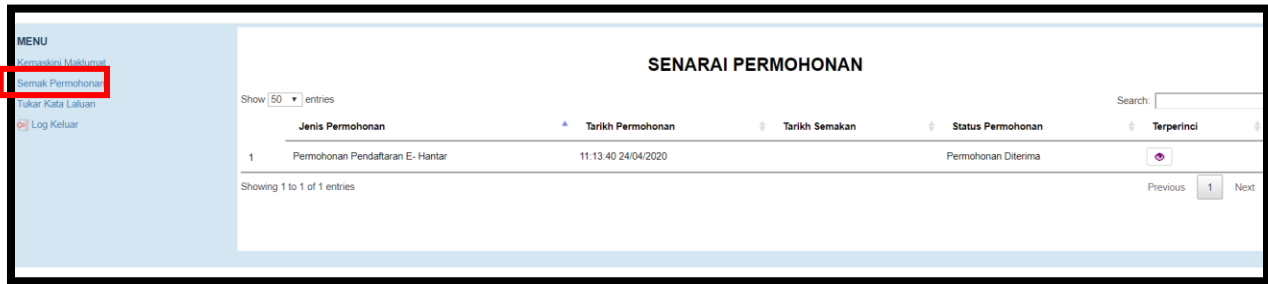 MENU
Kemaskini Maklumat
Semak Permohonan
Tukar Kata Laluan
Log Keluar
SENARAI PERMOHONAN
Show 50 entries
Search:
Jenis Permohonan Tarikh Permohonan Tarikh Semakan Status Permohonan Terperinci
1 Permohonan Pendaftaran E- Hantar 11:13:40 24/04/2020 Permohonan Diterima
Showing 1 to 1 of 1 entries
Previous 1 Next